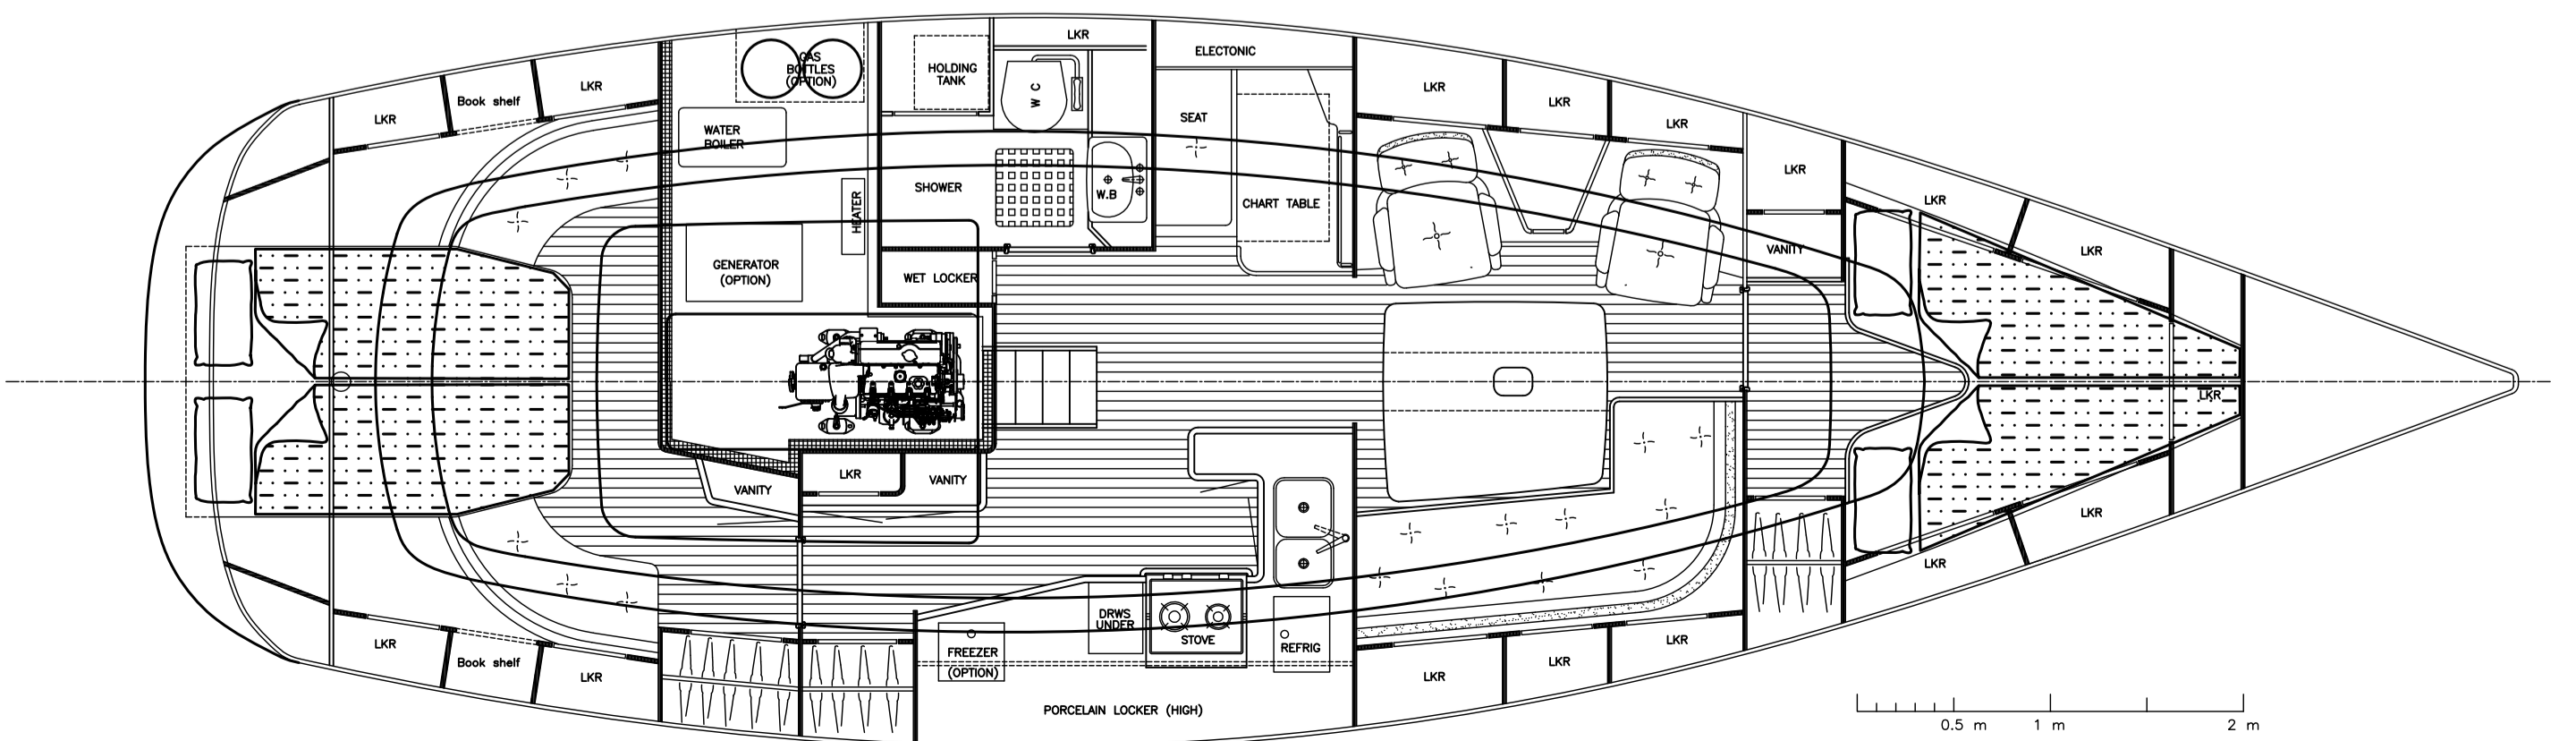 LKR
Book shelf
LKR
GAS
BOTTLES
(OPTION)
WATER
BOILER
HEATER
GENERATOR
(OPTION)
HOLDING
TANK
LKR
W C
SHOWER
W.B
WET LOCKER
ELECTONIC
SEAT
CHART TABLE
LKR
LKR
LKR
LKR
VANITY
LKR
LKR
LKR
VANITY
LKR
VANITY
LKR
Book shelf
LKR
FREEZER
(OPTION)
DRWS
UNDER
STOVE
REFRIG
PORCELAIN LOCKER (HIGH)
LKR
LKR
LKR
LKR
LKR
0.5 m
1 m
2 m